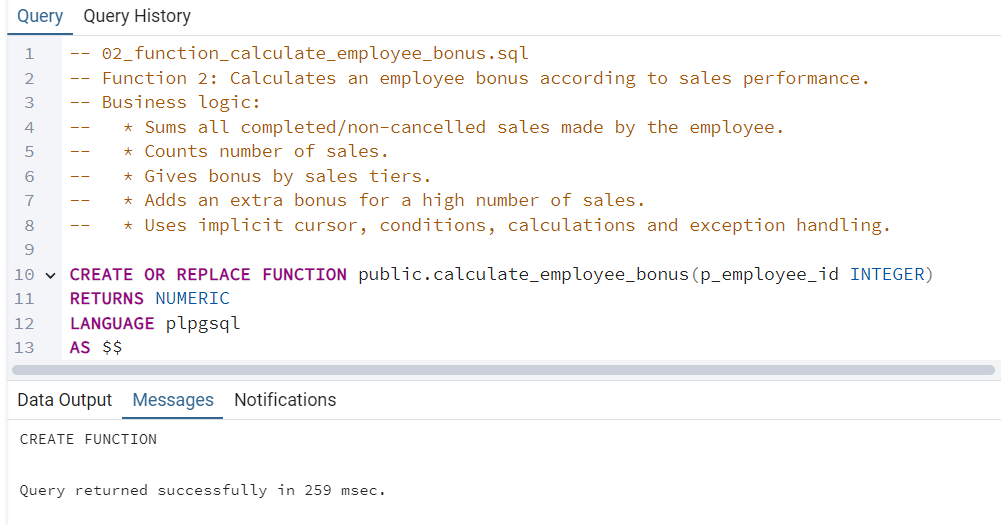 Query Query History
1 -- 02_function_calculate_employee_bonus.sql
2 -- Function 2: Calculates an employee bonus according to sales performance.
3 -- Business logic:
4 --   * Sums all completed/non-cancelled sales made by the employee.
5 --   * Counts number of sales.
6 --   * Gives bonus by sales tiers.
7 --   * Adds an extra bonus for a high number of sales.
8 --   * Uses implicit cursor, conditions, calculations and exception handling.
9
10 CREATE OR REPLACE FUNCTION public.calculate_employee_bonus(p_employee_id INTEGER)
11 RETURNS NUMERIC
12 LANGUAGE plpgsql
13 AS $$
Data Output Messages Notifications
CREATE FUNCTION
Query returned successfully in 259 msec.